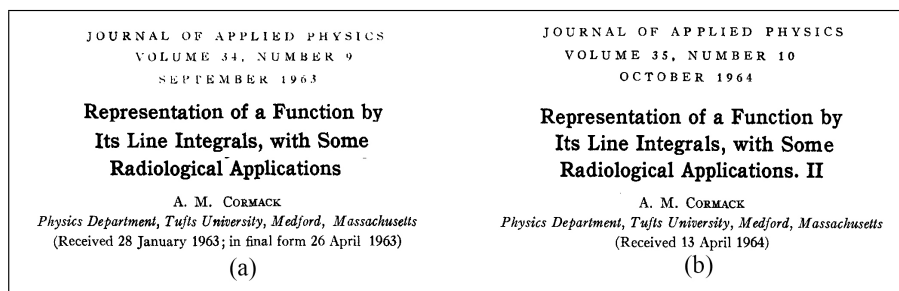 JOURNAL OF APPLIED PHYSICS
VOLUME 34, NUMBER 9
SEPTEMBER 1963
Representation of a Function by
Its Line Integrals, with Some
Radiological Applications
A. M. CORMACK
Physics Department, Tufts University, Medford, Massachusetts
(Received 28 January 1963; in final form 26 April 1963)
(a)
JOURNAL OF APPLIED PHYSICS
VOLUME 35, NUMBER 10
OCTOBER 1964
Representation of a Function by
Its Line Integrals, with Some
Radiological Applications. II
A. M. CORMACK
Physics Department, Tufts University, Medford, Massachusetts
(Received 13 April 1964)
(b)